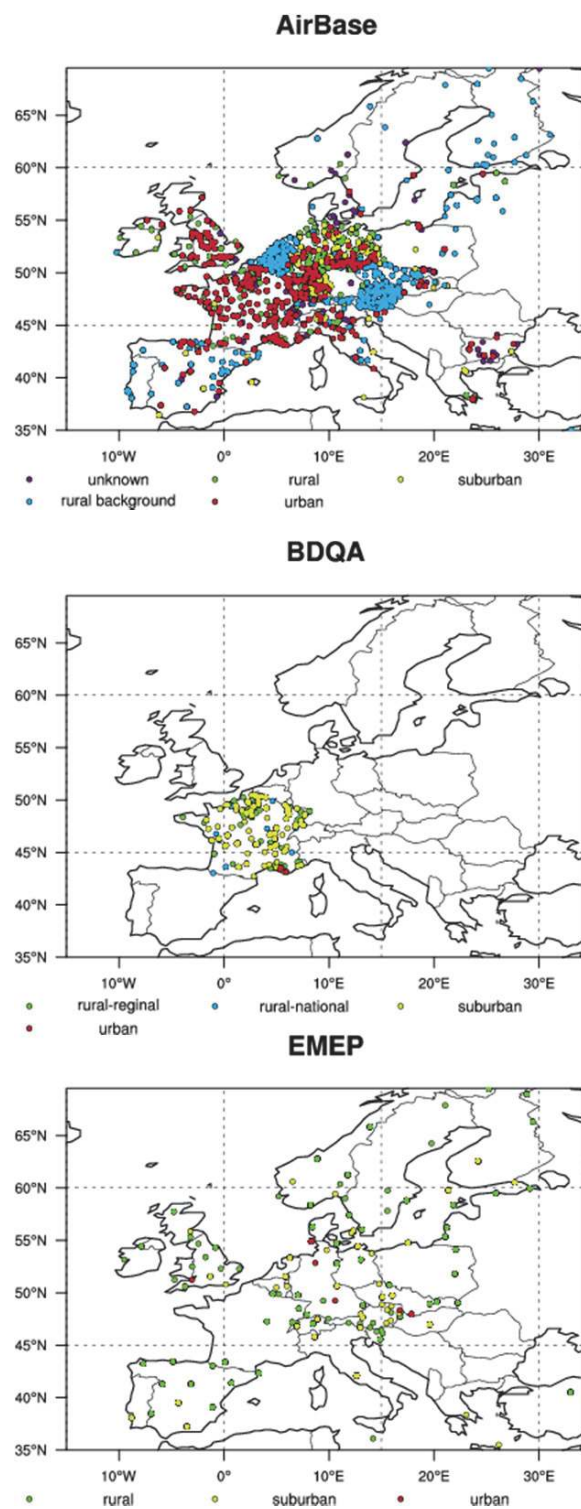 AirBase
65°N
60°N
55°N
50°N
45°N
40°N
35°N
10°W 0° 10°E 20°E 30°E
unknown rural suburban
rural background urban
BDQA
65°N
60°N
55°N
50°N
45°N
40°N
35°N
10°W 0° 10°E 20°E 30°E
rural-reginal rural-national suburban
urban
EMEP
65°N
60°N
55°N
50°N
45°N
40°N
35°N
10°W 0° 10°E 20°E 30°E
rural suburban urban